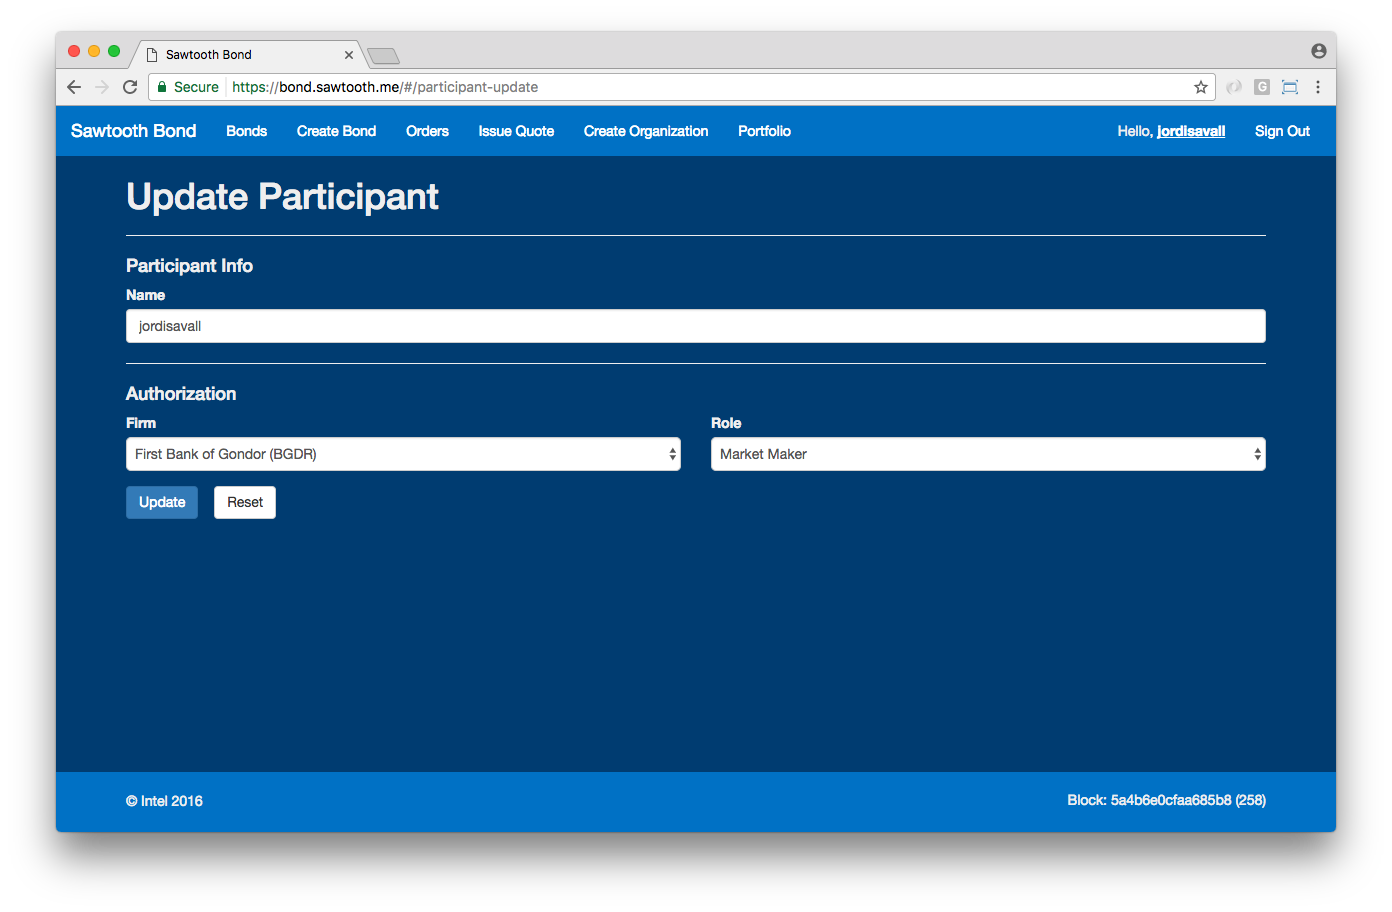 Sawtooth Bond
Secure https://bond.sawtooth.me/#/participant-update
G
Sawtooth Bond Bonds Create Bond Orders Issue Quote Create Organization Portfolio Hello, jordisavall Sign Out
Update Participant
Participant Info
Name
jordisavall
Authorization
Firm Role
First Bank of Gondor (BGDR) Market Maker
Update Reset
© Intel 2016 Block: 5a4b6e0cfaa685b8 (258)